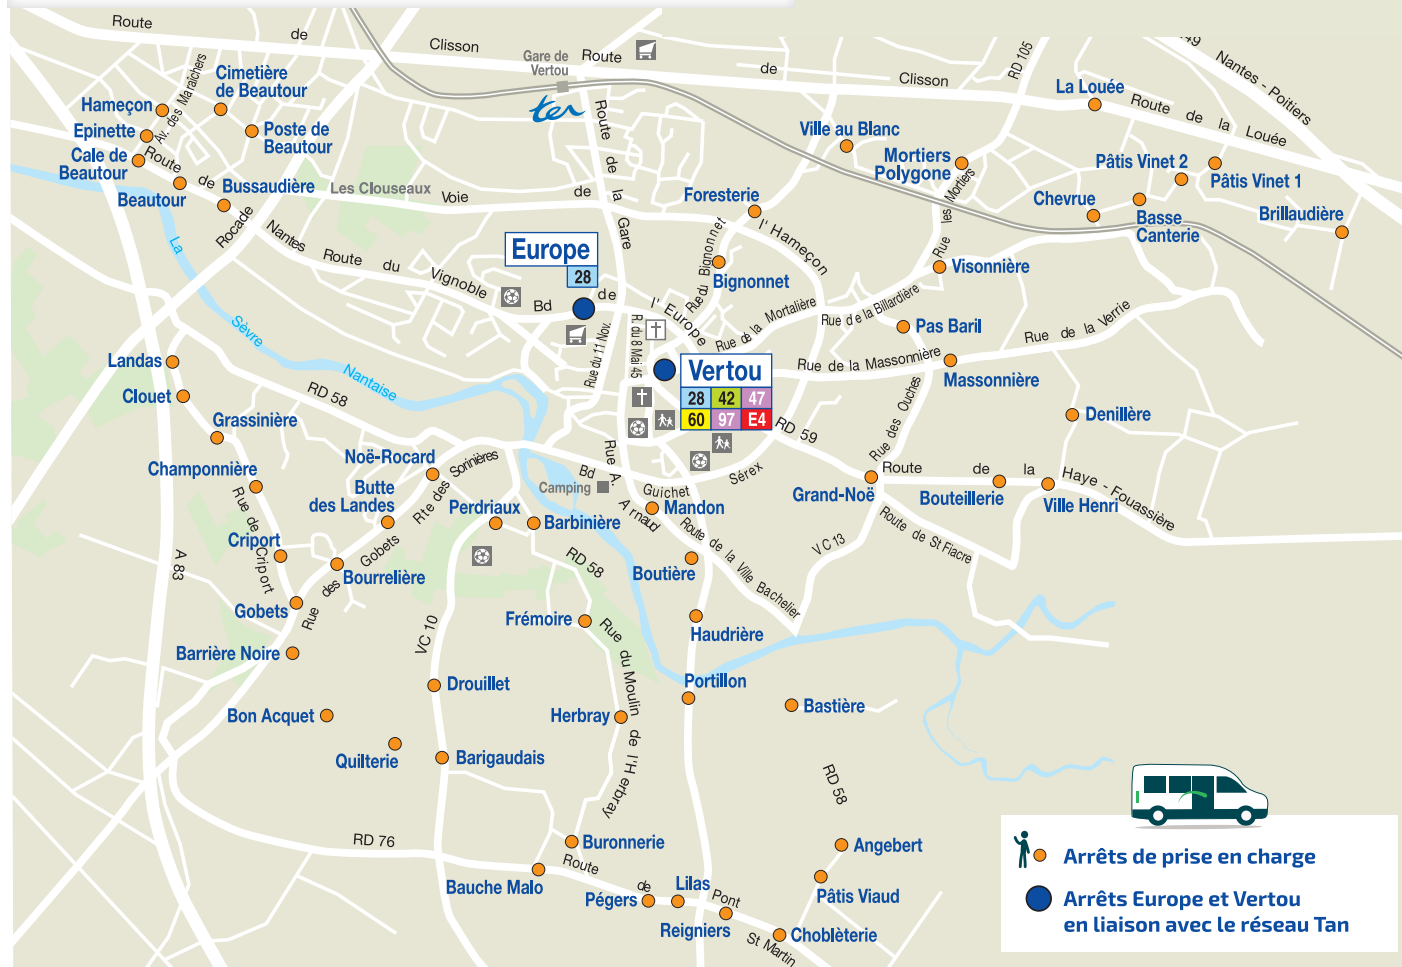 Route
de
Clisson
Gare de
Vertou
Route
de
Clisson
RD 105
49
Nantes - Poitiers
ter
Av. des Maraichers
Cimetière
de Beautour
Hameçon
Epinette
Poste de
Beautour
Cale de
Beautour
Route
de
Beautour
Bussaudière
Les Clouseaux
Voie
de
Route
de
la
Gare
Foresterie
l' Hameçon
Ville au Blanc
Mortiers
Polygone
La Louée
Route de la Louée
Pâtis Vinet 2
Pâtis Vinet 1
Chevrue
Basse
Canterie
Brillaudière
Rue les Mortiers
Visonnière
La
Sèvre
Nantaise
Rocade
Nantes
Route du
Vignoble
Europe
28
Bd
de
l' Europe
Rue du Bignonnet
Bignonnet
Rue de la Mortalière
Rue de la Billardière
Pas Baril
Rue de la Verrie
Rue de la Massonnière
Massonnière
Rue du 11 Nov.
R. du 8 Mai 45
Vertou
28 42 47
60 97 E4
RD 59
Rue des Ouches
Denillère
Landas
Clouet
RD 58
Grassinière
Champonnière
Noë-Rocard
Butte
des Landes
Rte des Sorinières
Perdriaux
Barbinière
Camping
Bd
Guichet
Sérex
Rue A. Arnaud
Mandon
Route de la Ville Bachelier
Grand-Noë
Route de la Haye - Fouassière
Bouteillerie
Ville Henri
Route de St Fiacre
VC 13
Rue de Criport
Criport
A 83
Bourrelière
Rue des Gobets
Gobets
RD 58
Boutière
Haudrière
Frémoire
Rue du Moulin de l'Herbray
Barrière Noire
VC 10
Drouillet
Portillon
Bastière
Herbray
Bon Acquet
Quilterie
Barigaudais
RD 58
RD 76
Buronnerie
Angebert
Route
de
Pont
St Martin
Bauche Malo
Pégers
Lilas
Reigniers
Pâtis Viaud
Choblèterie
Arrêts de prise en charge
Arrêts Europe et Vertou
en liaison avec le réseau Tan